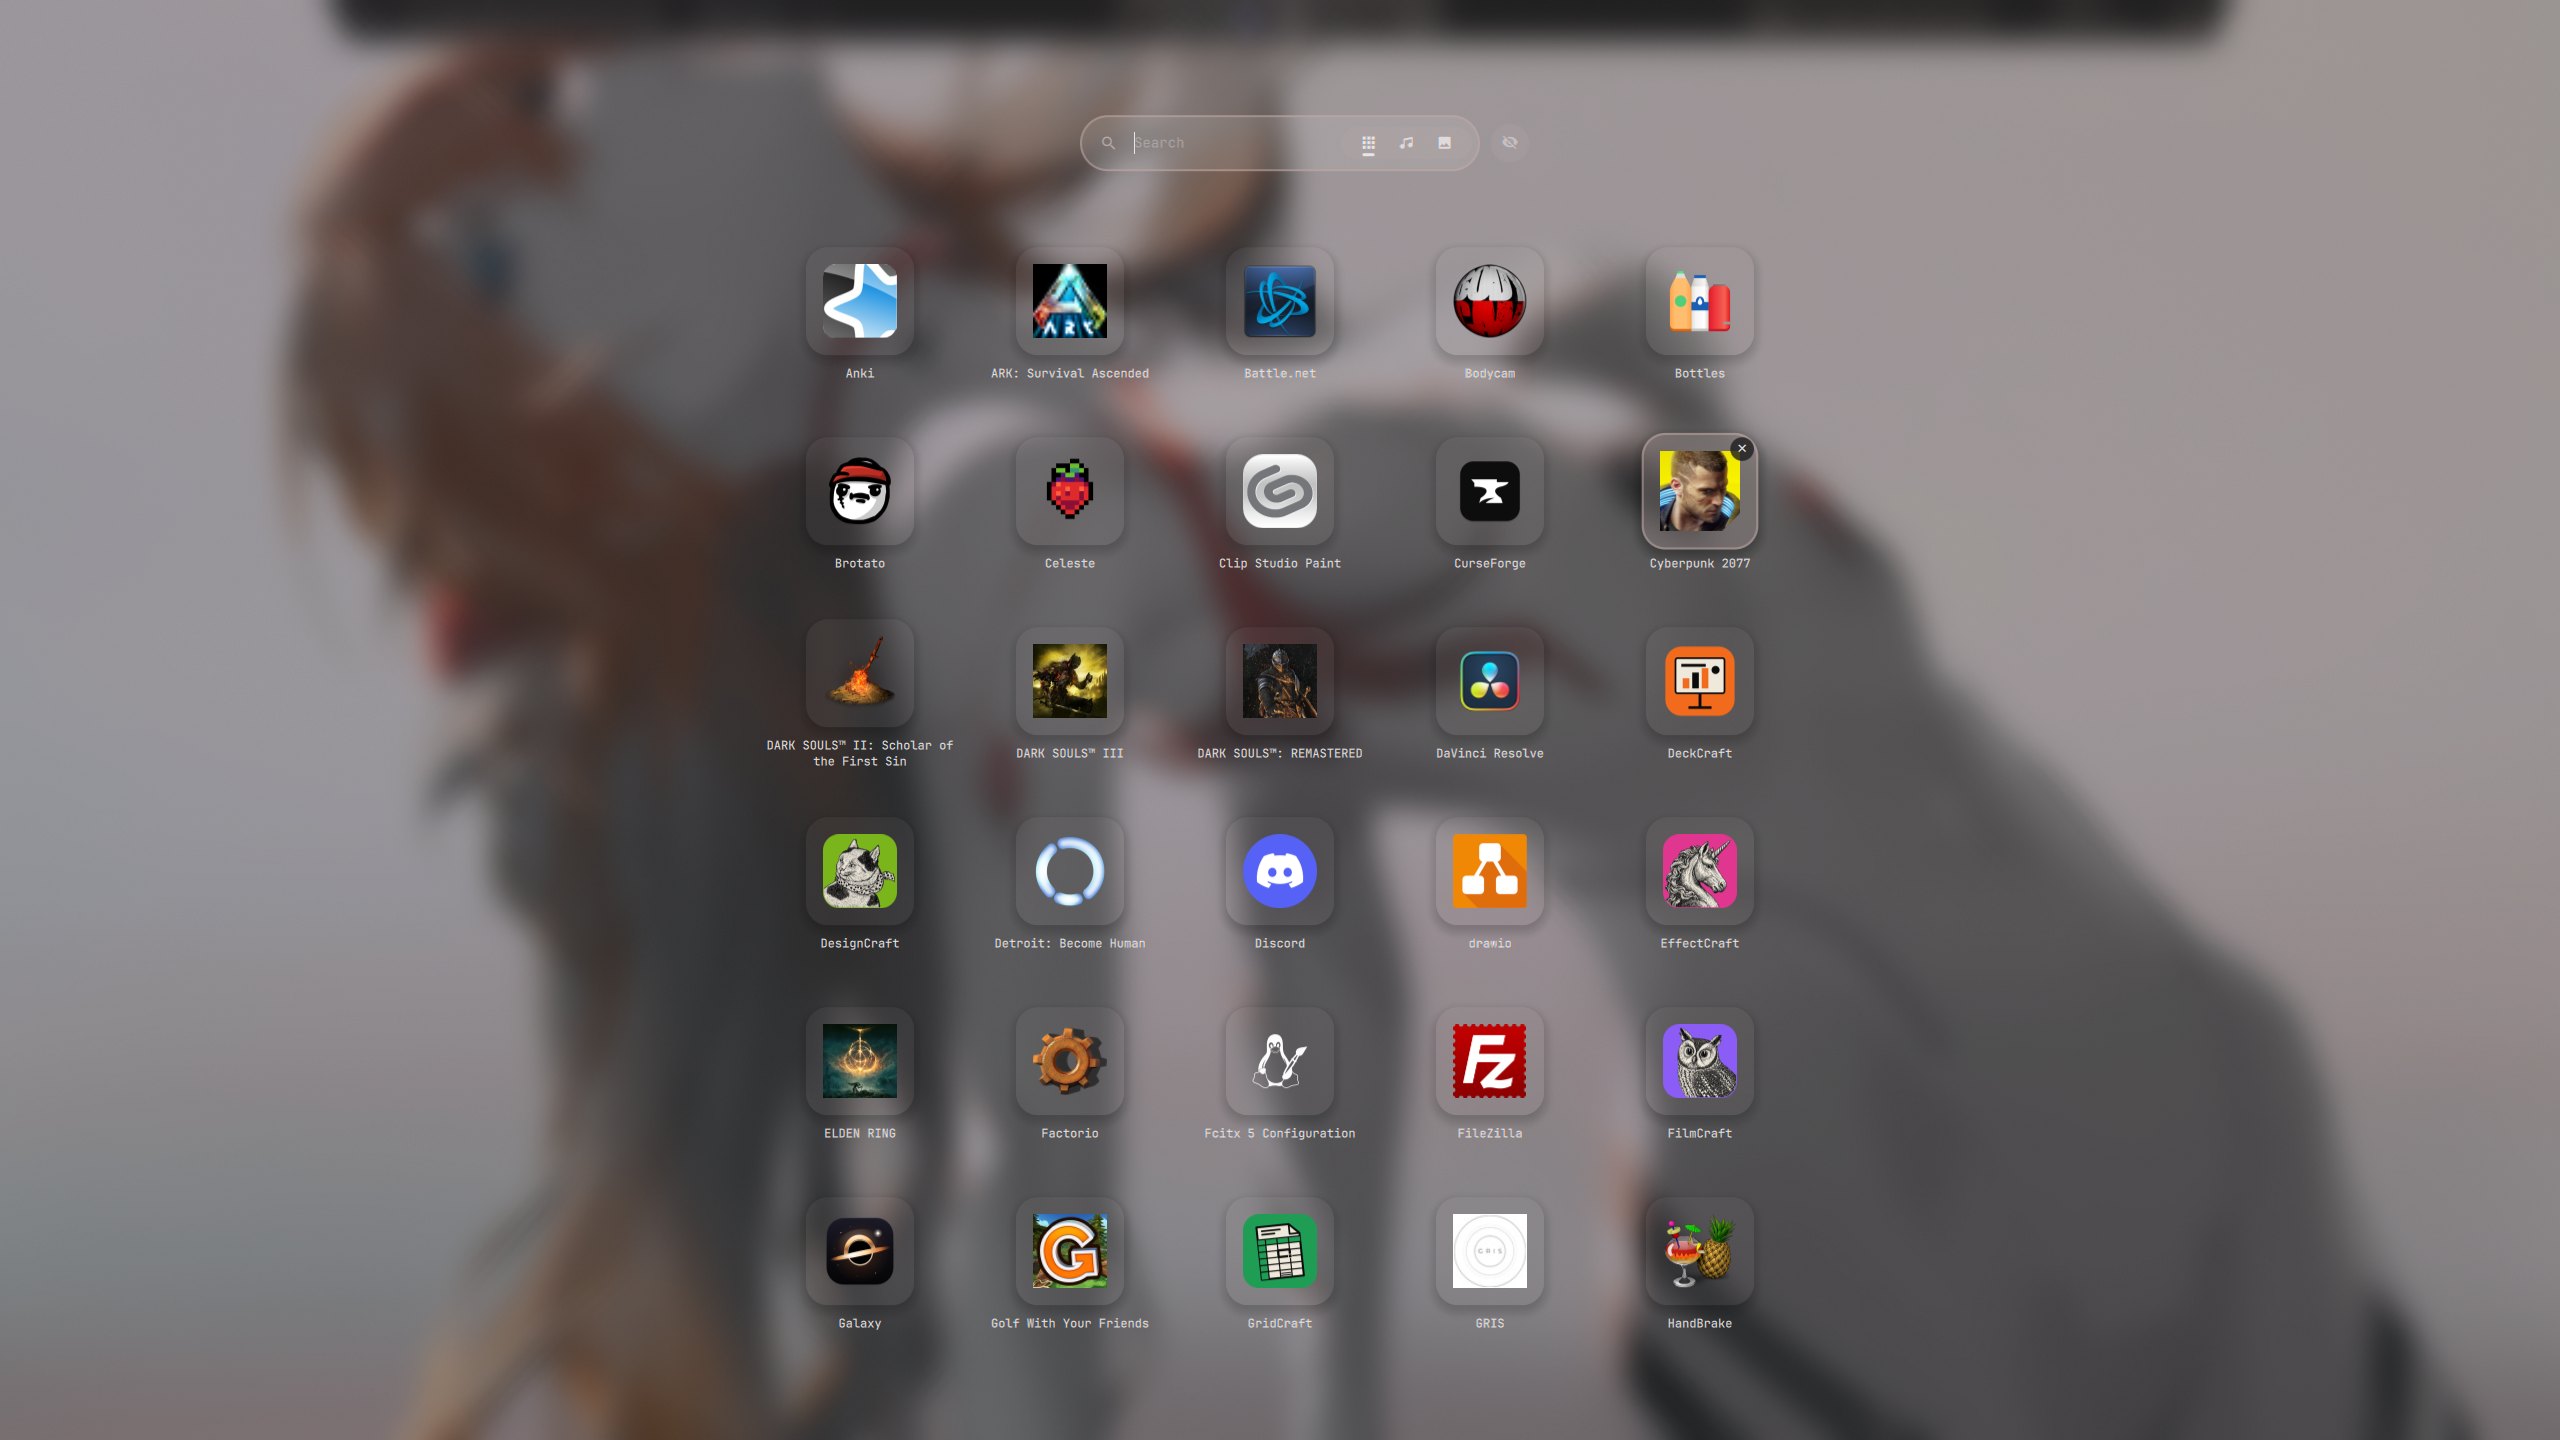 Search
Anki
ARK: Survival Ascended
Battle.net
Bodycam
Bottles
Brotato
Celeste
Clip Studio Paint
CurseForge
Cyberpunk 2077
DARK SOULS™ II: Scholar of
the First Sin
DARK SOULS™ III
DARK SOULS™: REMASTERED
DaVinci Resolve
DeckCraft
DesignCraft
Detroit: Become Human
Discord
drawio
EffectCraft
ELDEN RING
Factorio
Fcitx 5 Configuration
FileZilla
FilmCraft
Galaxy
Golf With Your Friends
GridCraft
GRIS
HandBrake
ARK
FZ
G
GRIS